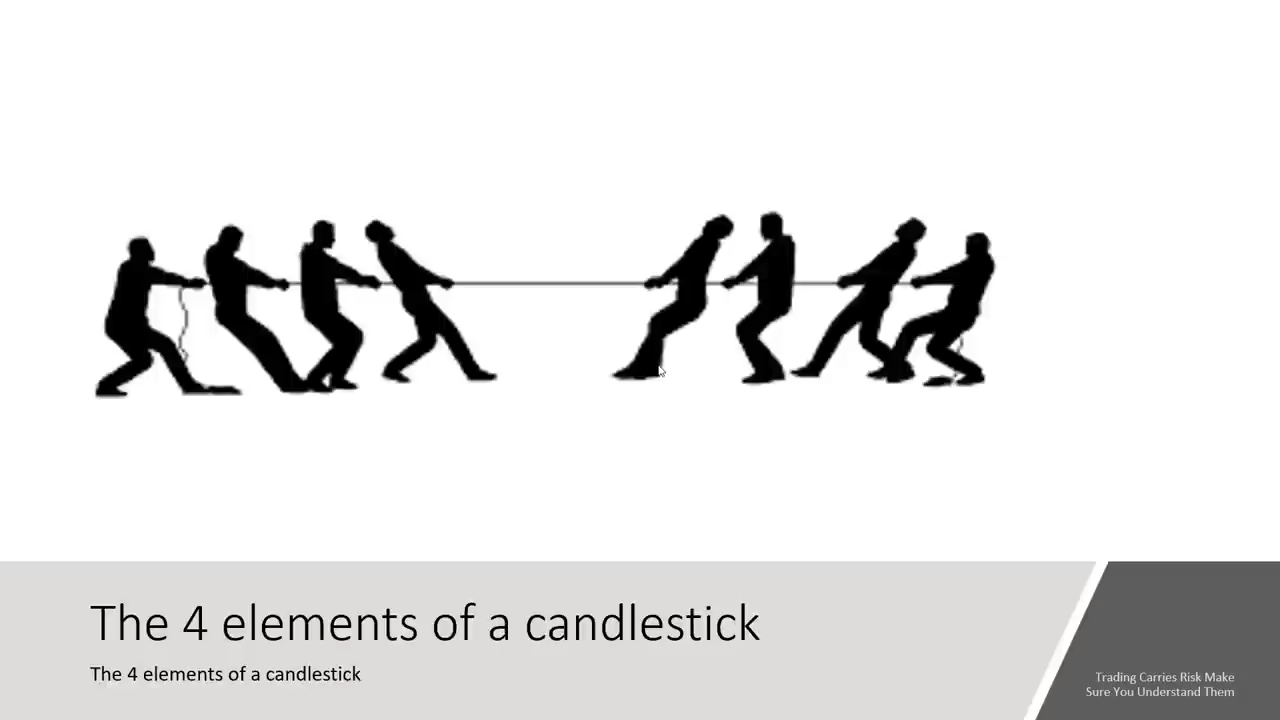 The 4 elements of a candlestick
The 4 elements of a candlestick
Trading Carries Risk Make
Sure You Understand Them